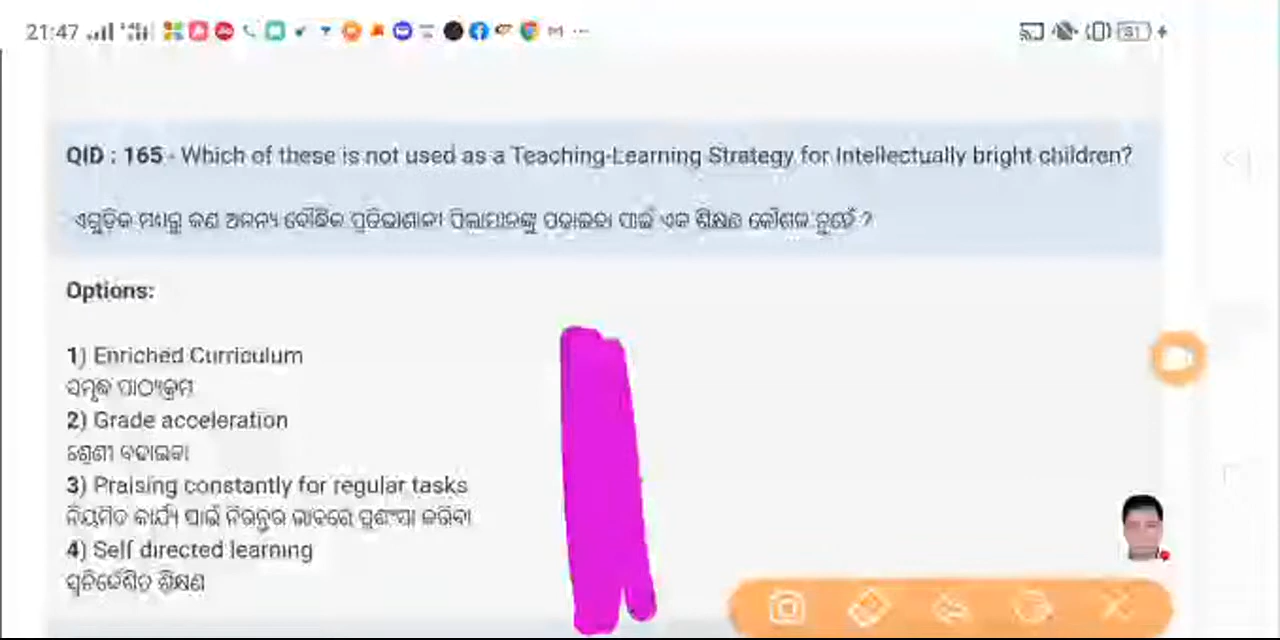 21:47
QID : 165 - Which of these is not used as a Teaching-Learning Strategy for Intellectually bright children?
ଏଗୁଡ଼ିକ ମଧ୍ୟରୁ କଣ ଅନନ୍ୟ ବୌଦ୍ଧିକ ପ୍ରତିଭାଶାଳୀ ପିଲାମାନଙ୍କୁ ପଢ଼ାଇବା ପାଇଁ ଏକ ଶିକ୍ଷଣ କୌଶଳ ନୁହେଁ ?
Options:
1) Enriched Curriculum
ସମୃଦ୍ଧ ପାଠ୍ୟକ୍ରମ
2) Grade acceleration
ଶ୍ରେଣୀ ବଢାଇବା
3) Praising constantly for regular tasks
ନିୟମିତ କାର୍ଯ୍ୟ ପାଇଁ ନିରନ୍ତର ଭାବରେ ପ୍ରଶଂସା କରିବା
4) Self directed learning
ସ୍ୱନିର୍ଦ୍ଦେଶିତ ଶିକ୍ଷଣ